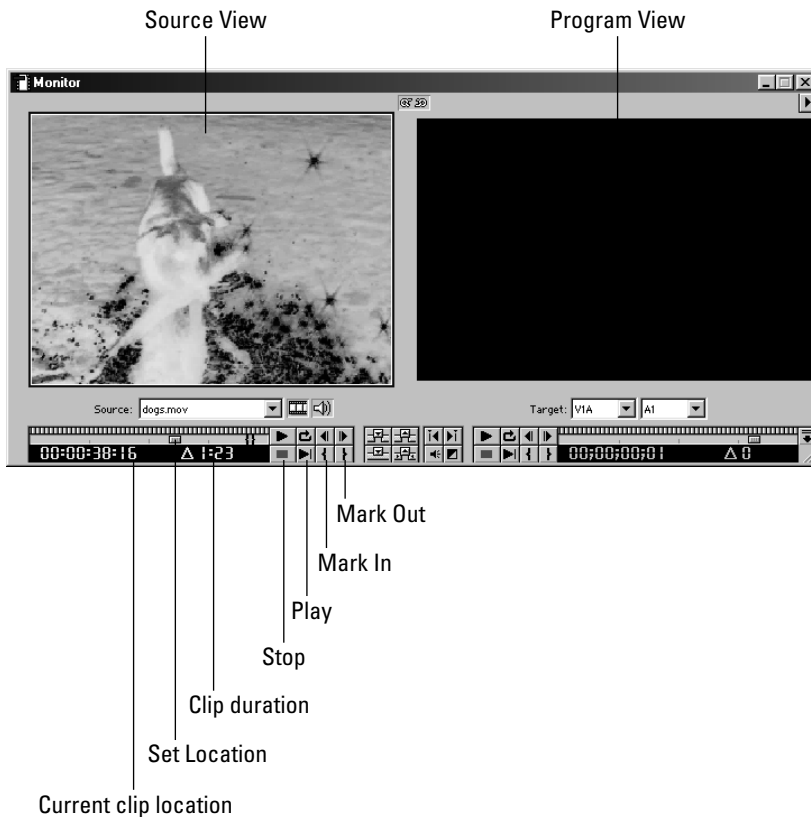 Source View
Program View
Monitor
Source: dogs.mov
Target: V1A A1
00:00:38:16 Δ 1:23
00;00;00;01 Δ 0
Mark Out
Mark In
Play
Stop
Clip duration
Set Location
Current clip location